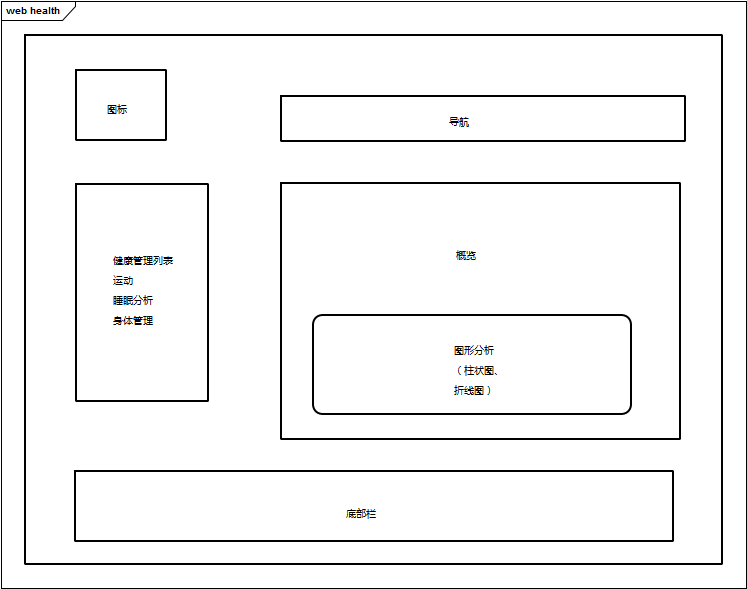 web health
图标
导航
健康管理列表
运动
睡眠分析
身体管理
概览
图形分析
（柱状图、
折线图）
底部栏